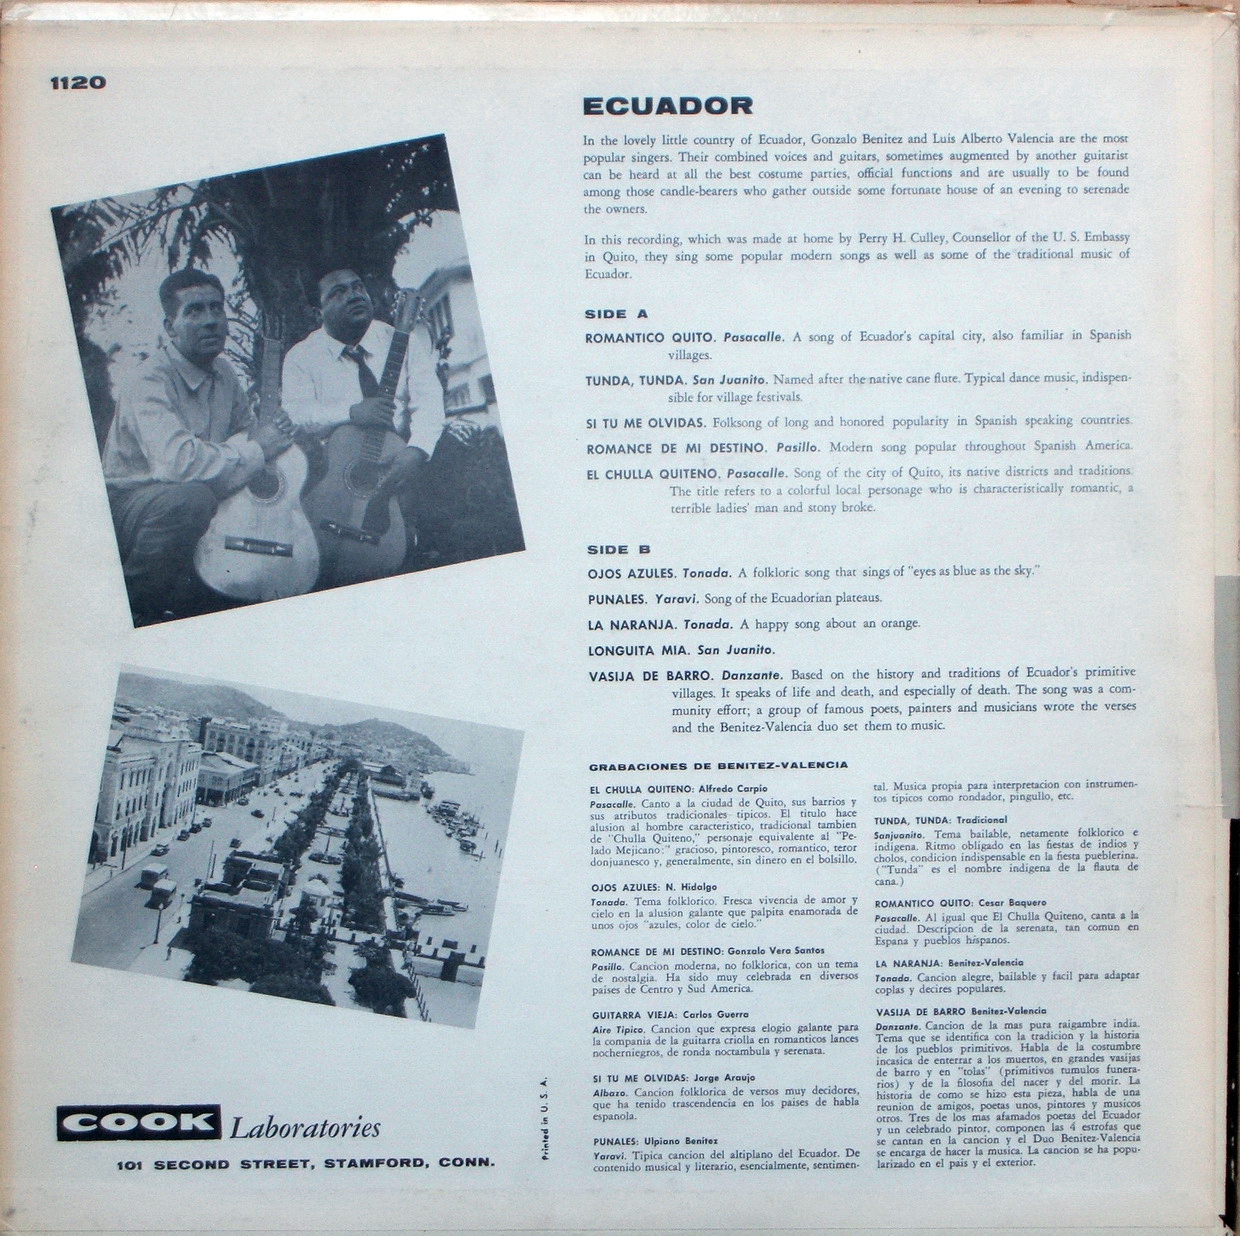 1120
ECUADOR
In the lovely little country of Ecuador, Gonzalo Benitez and Luis Alberto Valencia are the most
popular singers. Their combined voices and guitars, sometimes augmented by another guitarist
can be heard at all the best costume parties, official functions and are usually to be found
among those candle-bearers who gather outside some fortunate house of an evening to serenade
the owners.
In this recording, which was made at home by Perry H. Culley, Counsellor of the U. S. Embassy
in Quito, they sing some popular modern songs as well as some of the traditional music of
Ecuador.
SIDE A
ROMANTICO QUITO. Pasacalle. A song of Ecuador's capital city, also familiar in Spanish
villages.
TUNDA, TUNDA. San Juanito. Named after the native cane flute. Typical dance music, indispen-
sible for village festivals.
SI TU ME OLVIDAS. Folksong of long and honored popularity in Spanish speaking countries.
ROMANCE DE MI DESTINO. Pasillo. Modern song popular throughout Spanish America.
EL CHULLA QUITENO. Pasacalle. Song of the city of Quito, its native districts and traditions.
The title refers to a colorful local personage who is characteristically romantic, a
terrible ladies' man and stony broke.
SIDE B
OJOS AZULES. Tonada. A folkloric song that sings of "eyes as blue as the sky."
PUNALES. Yaravi. Song of the Ecuadorian plateaus.
LA NARANJA. Tonada. A happy song about an orange.
LONGUITA MIA. San Juanito.
VASIJA DE BARRO. Danzante. Based on the history and traditions of Ecuador's primitive
villages. It speaks of life and death, and especially of death. The song was a com-
munity effort; a group of famous poets, painters and musicians wrote the verses
and the Benitez-Valencia duo set them to music.
GRABACIONES DE BENITEZ-VALENCIA
EL CHULLA QUITENO: Alfredo Carpio
Pasacalle. Canto a la ciudad de Quito, sus barrios y
sus atributos tradicionales tipicos. El titulo hace
alusion al hombre caracteristico, tradicional tambien
de "Chulla Quiteno," personaje equivalente al "Pe-
lado Mejicano:" gracioso, pintoresco, romantico, teror
donjuanesco y, generalmente, sin dinero en el bolsillo.
OJOS AZULES: N. Hidalgo
Tonada. Tema folklorico. Fresca vivencia de amor y
cielo en la alusion galante que palpita enamorada de
unos ojos "azules, color de cielo."
ROMANCE DE MI DESTINO: Gonzalo Vera Santos
Pasillo. Cancion moderna, no folklorica, con un tema
de nostalgia. Ha sido muy celebrada en diversos
paises de Centro y Sud America.
GUITARRA VIEJA: Carlos Guerra
Aire Tipico. Cancion que expresa elogio galante para
la compania de la guitarra criolla en romanticos lances
nocherniegros, de ronda noctambula y serenata.
SI TU ME OLVIDAS: Jorge Araujo
Albazo. Cancion folklorica de versos muy decidores,
que ha tenido trascendencia en los paises de habla
espanola.
PUNALES: Ulpiano Benitez
Yaravi. Tipica cancion del altiplano del Ecuador. De
contenido musical y literario, esencialmente, sentimen-
tal. Musica propia para interpretacion con instrumen-
tos tipicos como rondador, pingullo, etc.
TUNDA, TUNDA: Tradicional
Sanjuanito. Tema bailable, netamente folklorico e
indigena. Ritmo obligado en las fiestas de indios y
cholos, condicion indispensable en la fiesta pueblerina.
("Tunda" es el nombre indigena de la flauta de
cana.)
ROMANTICO QUITO: Cesar Baquero
Pasacalle. Al igual que El Chulla Quiteno, canta a la
ciudad. Descripcion de la serenata, tan comun en
Espana y pueblos hispanos.
LA NARANJA: Benitez-Valencia
Tonada. Cancion alegre, bailable y facil para adaptar
coplas y decires populares.
VASIJA DE BARRO Benitez-Valencia
Danzante. Cancion de la mas pura raigambre india.
Tema que se identifica con la tradicion y la historia
de los pueblos primitivos. Habla de la costumbre
incasica de enterrar a los muertos, en grandes vasijas
de barro y en "tolas" (primitivos tumulos funera-
rios) y de la filosofia del nacer y del morir. La
historia de como se hizo esta pieza, habla de una
reunion de amigos, poetas unos, pintores y musicos
otros. Tres de los mas afamados poetas del Ecuador
y un celebrado pintor, componen las 4 estrofas que
se cantan en la cancion y el Duo Benitez-Valencia
se encarga de hacer la musica. La cancion se ha popu-
larizado en el pais y el exterior.
Printed in U. S. A.
COOK Laboratories
101 SECOND STREET, STAMFORD, CONN.